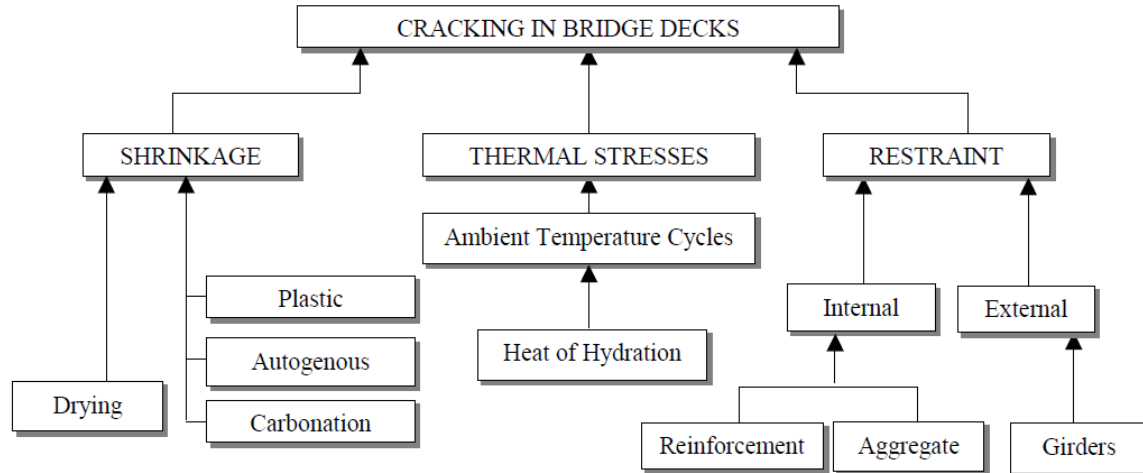 CRACKING IN BRIDGE DECKS
SHRINKAGE
THERMAL STRESSES
RESTRAINT
Ambient Temperature Cycles
Plastic
Internal
External
Heat of Hydration
Autogenous
Drying
Carbonation
Reinforcement
Aggregate
Girders